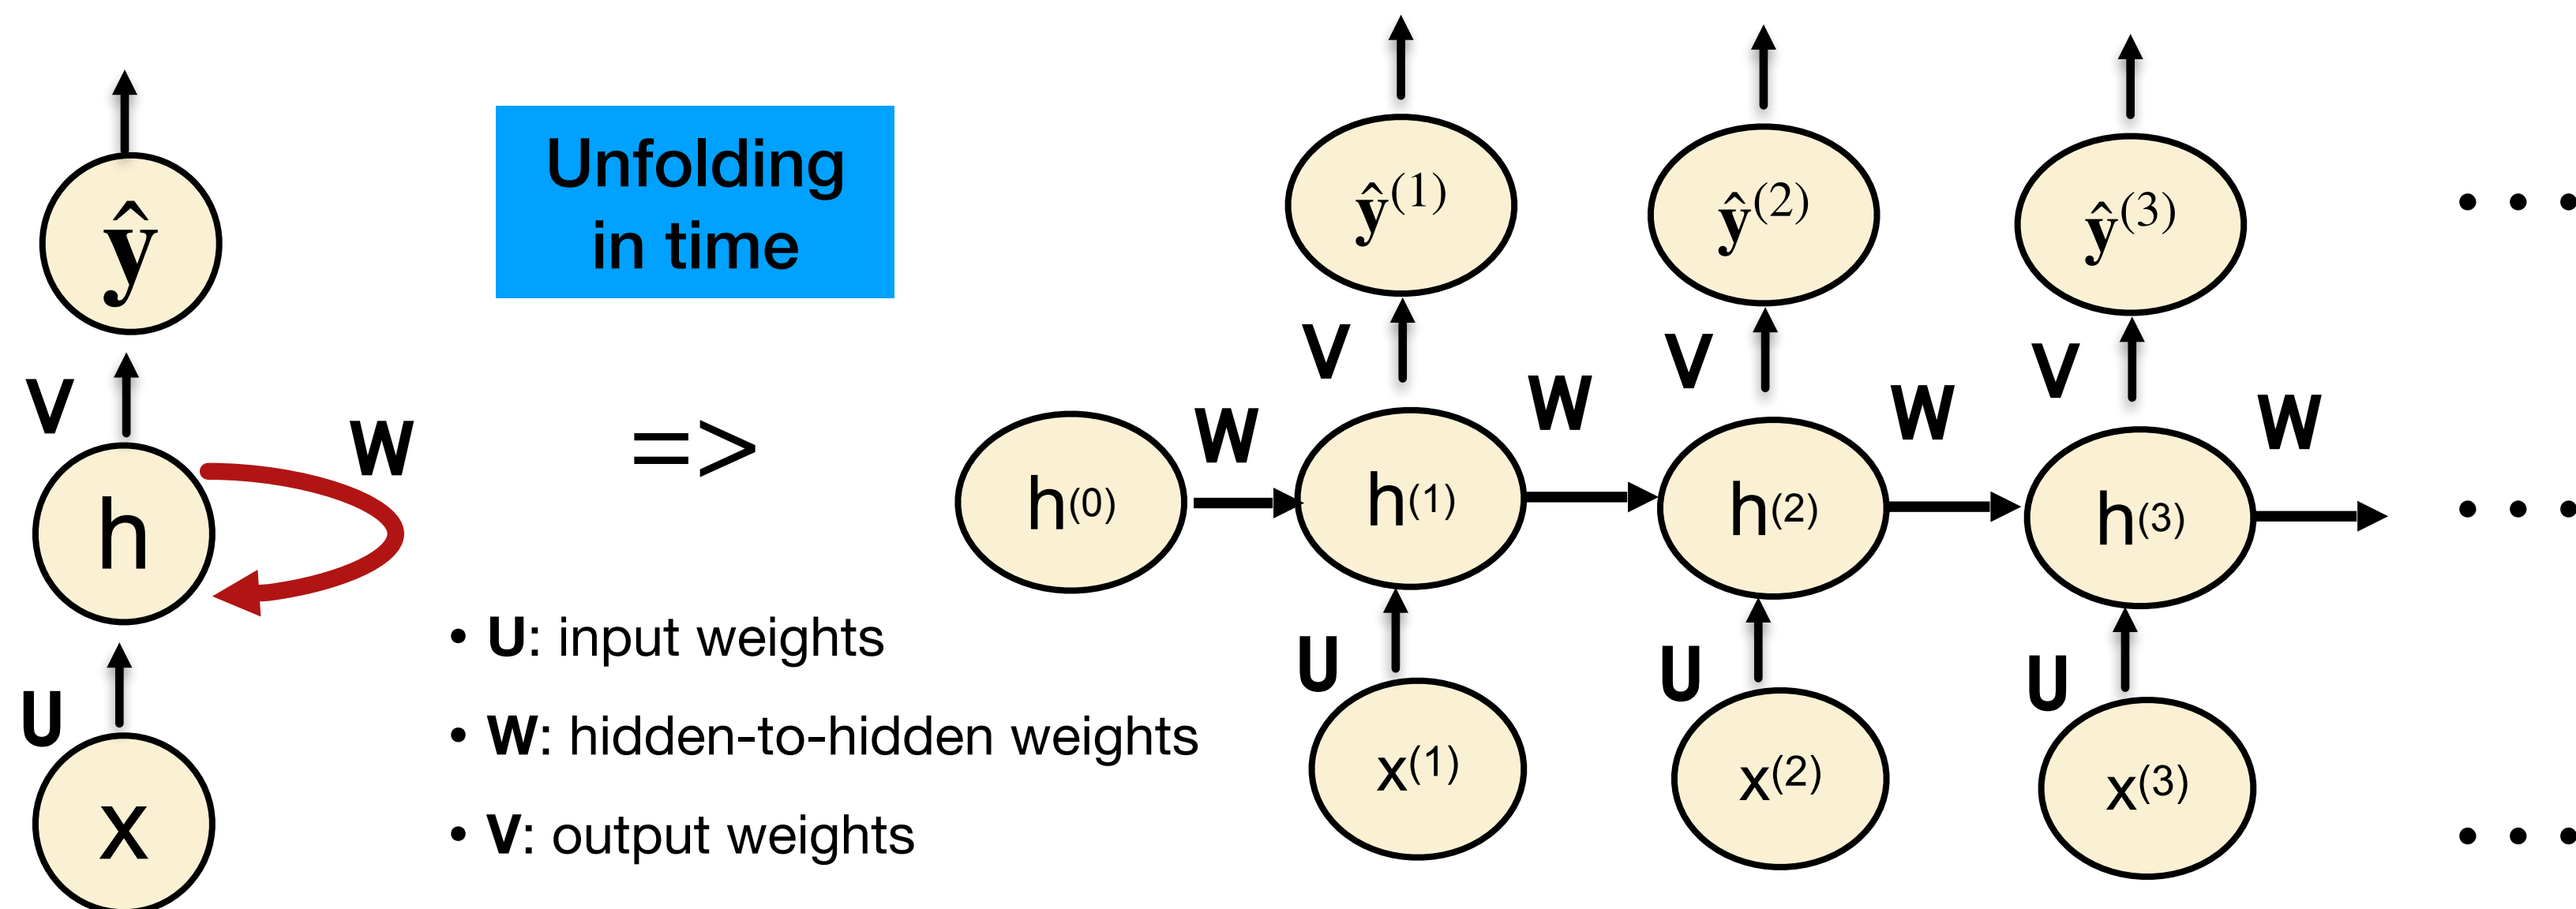 ŷ
V
W
h
U
x
Unfolding
in time
=>
• U: input weights
• W: hidden-to-hidden weights
• V: output weights
ŷ(1) ŷ(2) ŷ(3) • • •
V V V
W W W W
h(0) h(1) h(2) h(3) • • •
U U U
x(1) x(2) x(3) • • •